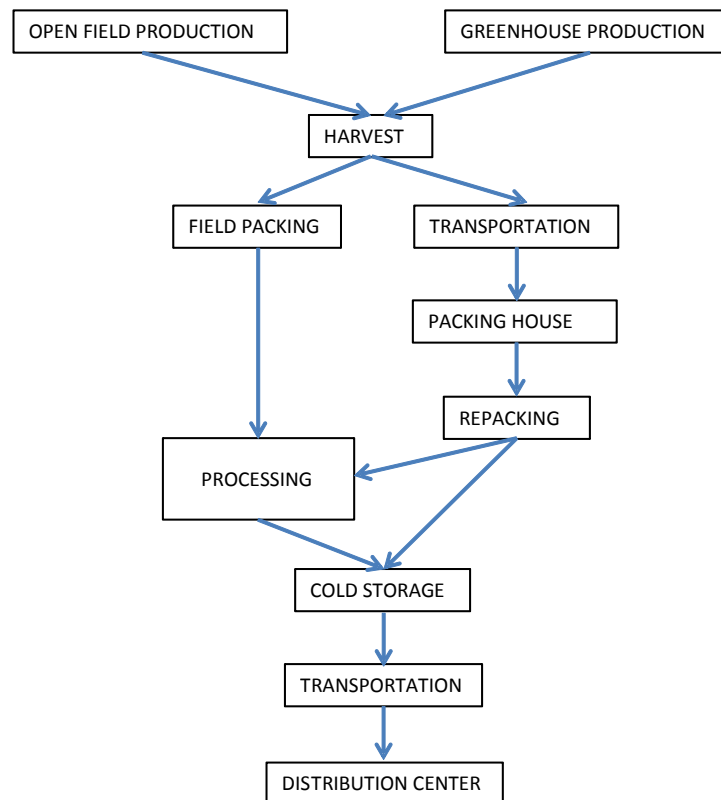 OPEN FIELD PRODUCTION
GREENHOUSE PRODUCTION
HARVEST
FIELD PACKING
TRANSPORTATION
PACKING HOUSE
REPACKING
PROCESSING
COLD STORAGE
TRANSPORTATION
DISTRIBUTION CENTER